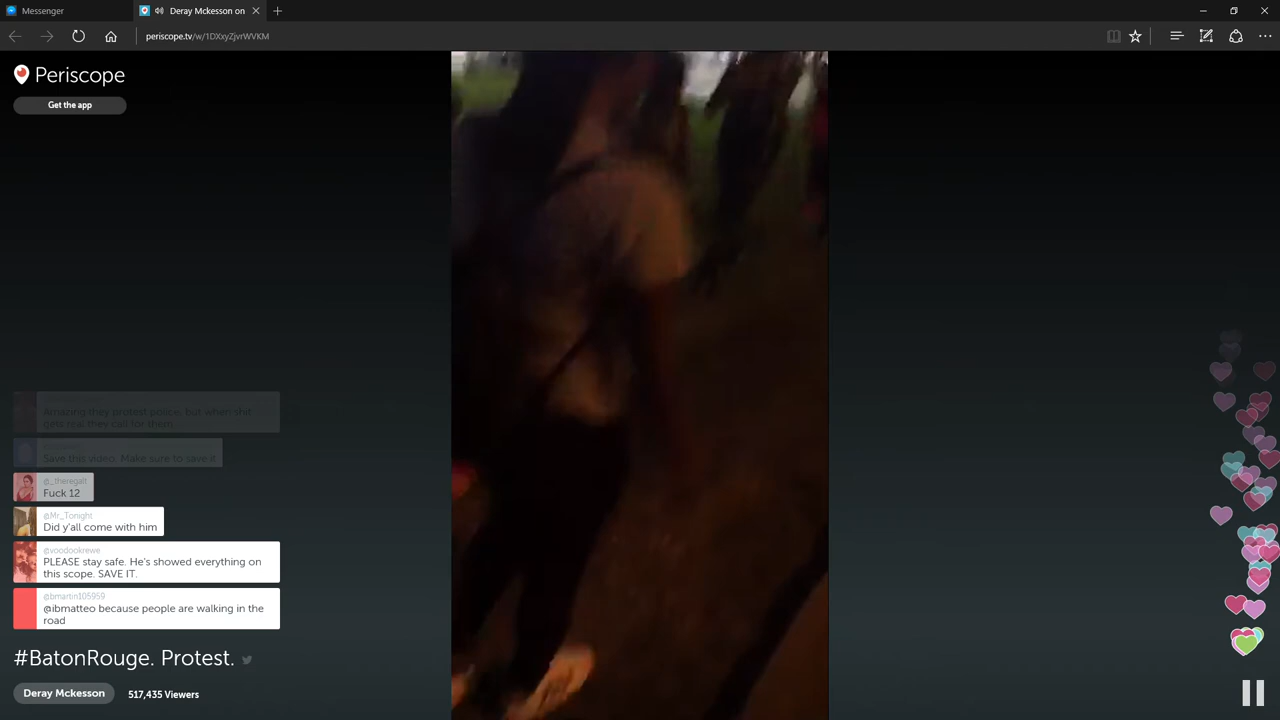 Messenger
Deray Mckesson on
periscope.tv/w/1DXxyZjvrWVKM
Periscope
Get the app
Amazing they protest police, but when shit
gets real they call for them
Save this video. Make sure to save it
@_theregalt
Fuck 12
@Mr_Tonight
Did y'all come with him
@voodookrewe
PLEASE stay safe. He's showed everything on
this scope. SAVE IT.
@bmartin105959
@ibmatteo because people are walking in the
road
#BatonRouge. Protest.
Deray Mckesson
517,435 Viewers